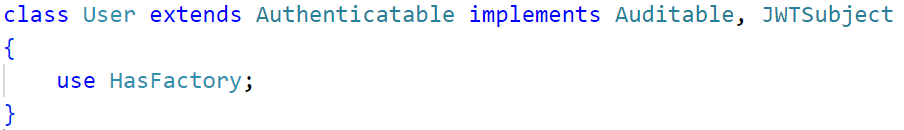 class User extends Authenticatable implements Auditable, JWTSubject
{
    use HasFactory;
}